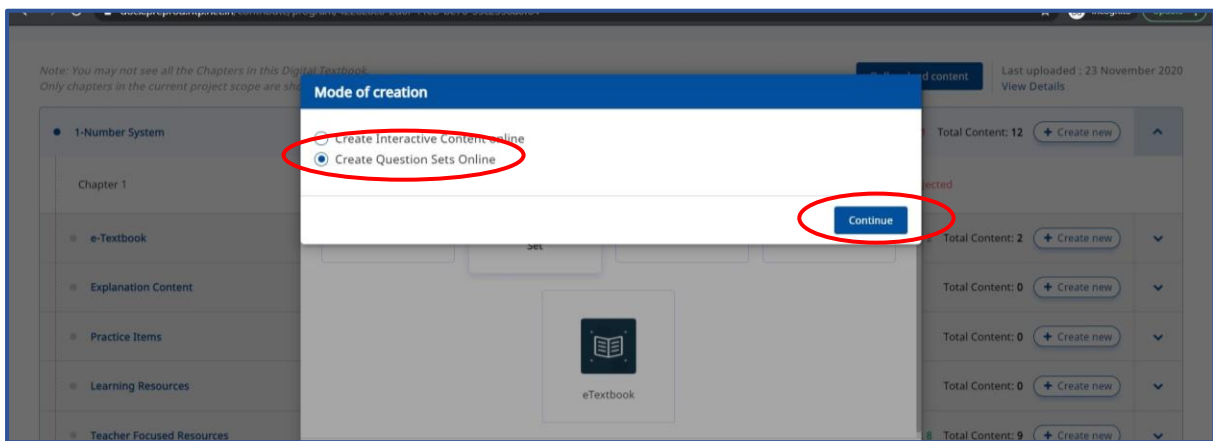 Note: You may not see all the Chapters in this Digital Textbook.
Only chapters in the current project scope are
content
Last uploaded : 23 November 2020
View Details
Mode of creation
Create Interactive Content online
Create Question Sets Online
Continue
1-Number System
Total Content: 12
+ Create new
Chapter 1
ected
e-Textbook
Total Content: 2
+ Create new
Set
Explanation Content
Total Content: 0
+ Create new
Practice Items
Total Content: 0
+ Create new
Learning Resources
Total Content: 0
+ Create new
eTextbook
Teacher Focused Resources
8 Total Content: 9
+ Create new